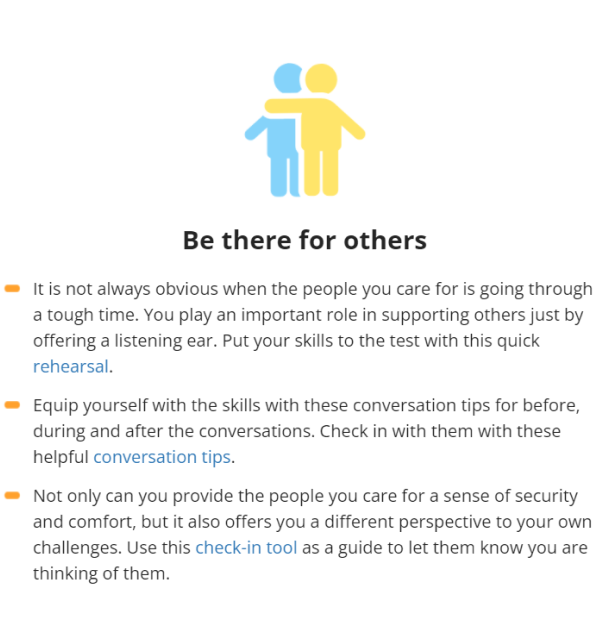 Be there for others
It is not always obvious when the people you care for is going through
a tough time. You play an important role in supporting others just by
offering a listening ear. Put your skills to the test with this quick
rehearsal.
Equip yourself with the skills with these conversation tips for before,
during and after the conversations. Check in with them with these
helpful conversation tips.
Not only can you provide the people you care for a sense of security
and comfort, but it also offers you a different perspective to your own
challenges. Use this check-in tool as a guide to let them know you are
thinking of them.